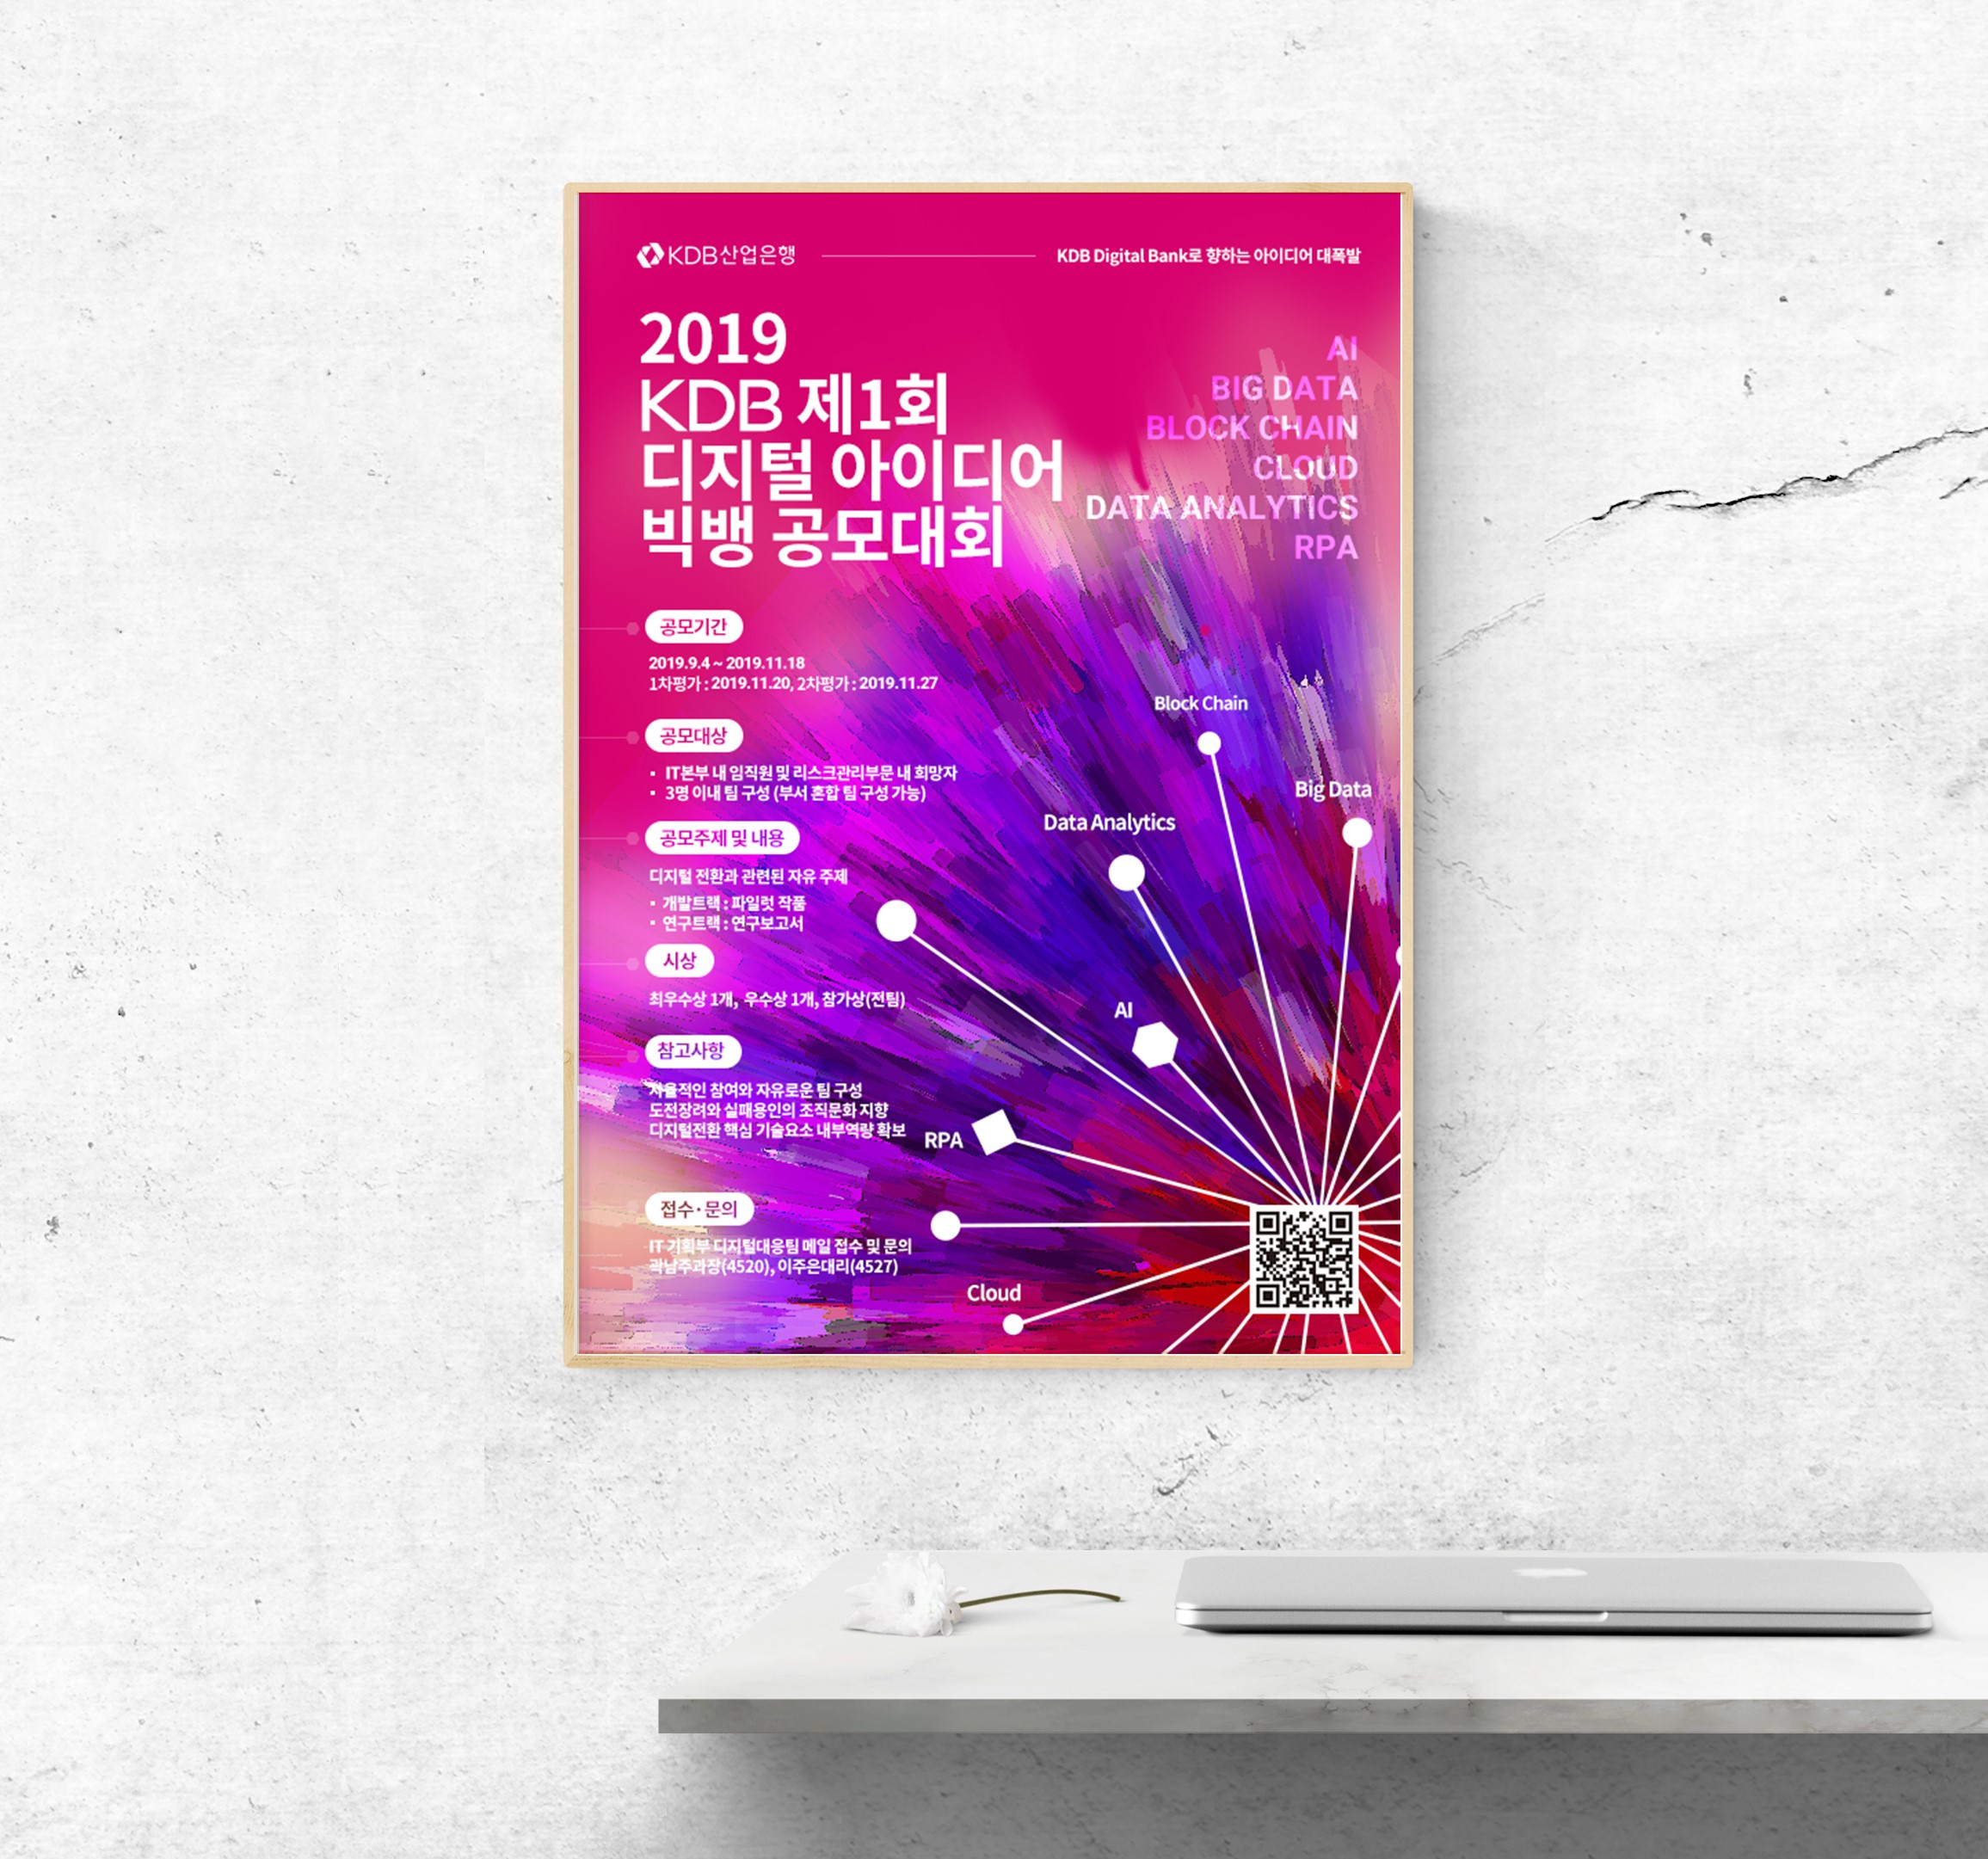 KDB산업은행
KDB Digital Bank로 향하는 아이디어 대폭발
2019
KDB 제1회
디지털 아이디어
빅뱅 공모대회
AI
BIG DATA
BLOCK CHAIN
CLOUD
DATA ANALYTICS
RPA
공모기간
2019.9.4 ~ 2019.11.18
1차평가 : 2019.11.20, 2차평가 : 2019.11.27
공모대상
▪ IT본부 내 임직원 및 리스크관리부문 내 희망자
▪ 3명 이내 팀 구성 (부서 혼합 팀 구성 가능)
공모주제 및 내용
디지털 전환과 관련된 자유 주제
▪ 개발트랙 : 파일럿 작품
▪ 연구트랙 : 연구보고서
시상
최우수상 1개, 우수상 1개, 참가상(전팀)
참고사항
자율적인 참여와 자유로운 팀 구성
도전장려와 실패용인의 조직문화 지향
디지털전환 핵심 기술요소 내부역량 확보
접수·문의
IT 기획부 디지털대응팀 메일 접수 및 문의
곽남주과장(4520), 이주은대리(4527)
Block Chain
Big Data
Data Analytics
AI
RPA
Cloud